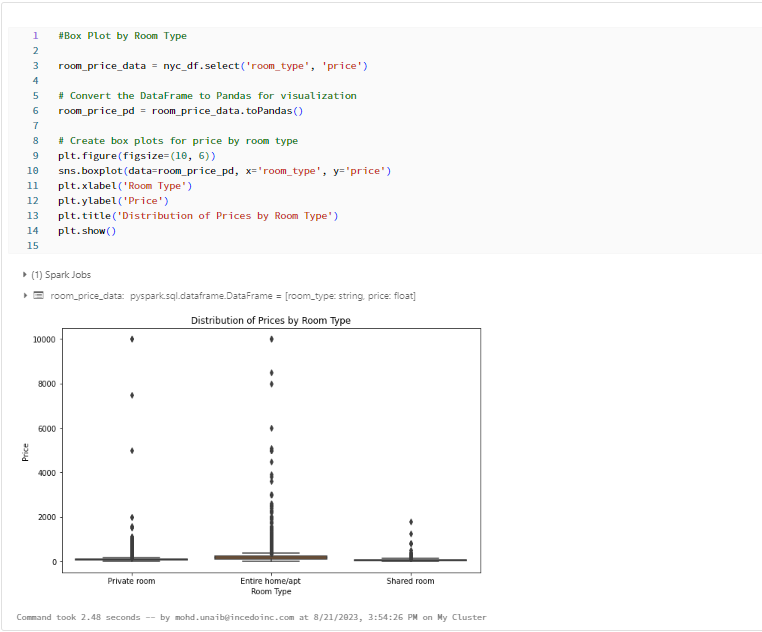 1 #Box Plot by Room Type
2
3 room_price_data = nyc_df.select('room_type', 'price')
4
5 # Convert the DataFrame to Pandas for visualization
6 room_price_pd = room_price_data.toPandas()
7
8 # Create box plots for price by room type
9 plt.figure(figsize=(10, 6))
10 sns.boxplot(data=room_price_pd, x='room_type', y='price')
11 plt.xlabel('Room Type')
12 plt.ylabel('Price')
13 plt.title('Distribution of Prices by Room Type')
14 plt.show()
15
(1) Spark Jobs
room_price_data: pyspark.sql.dataframe.DataFrame = [room_type: string, price: float]
Distribution of Prices by Room Type
10000
8000
6000
Price
4000
2000
0
Private room Entire home/apt Shared room
Room Type
Command took 2.48 seconds -- by mohd.unaib@incedoinc.com at 8/21/2023, 3:54:26 PM on My Cluster